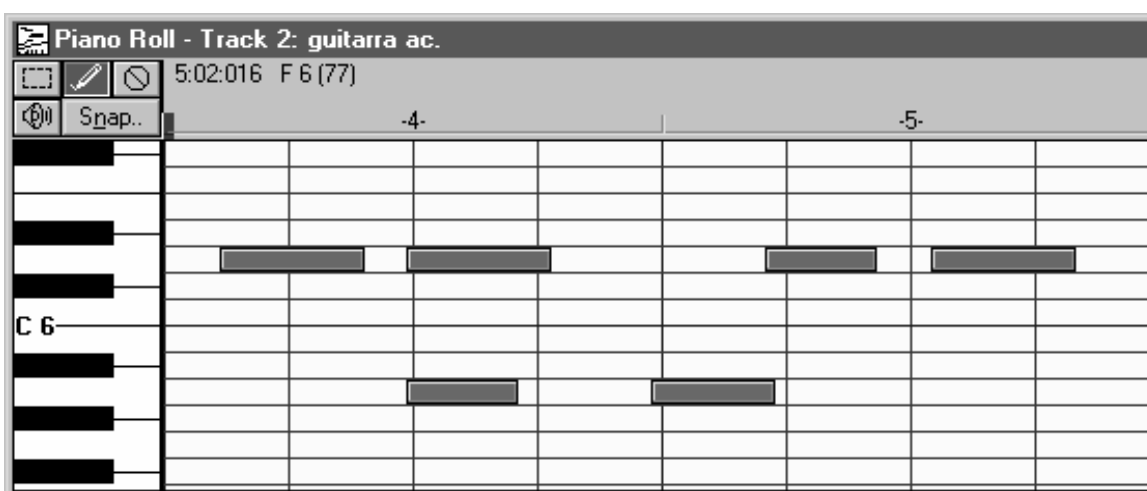 Piano Roll - Track 2: guitarra ac.
5:02:016 F 6 (77)
Snap..
-4- -5-
C 6